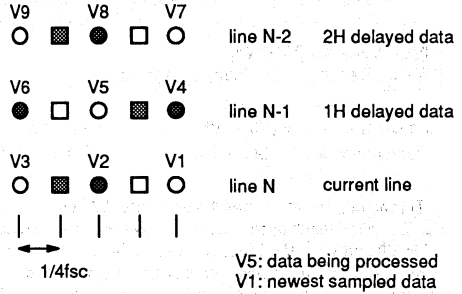 V9 V8 V7
line N-2 2H delayed data
V6 V5 V4
line N-1 1H delayed data
V3 V2 V1
line N current line
1/4fsc
V5: data being processed
V1: newest sampled data